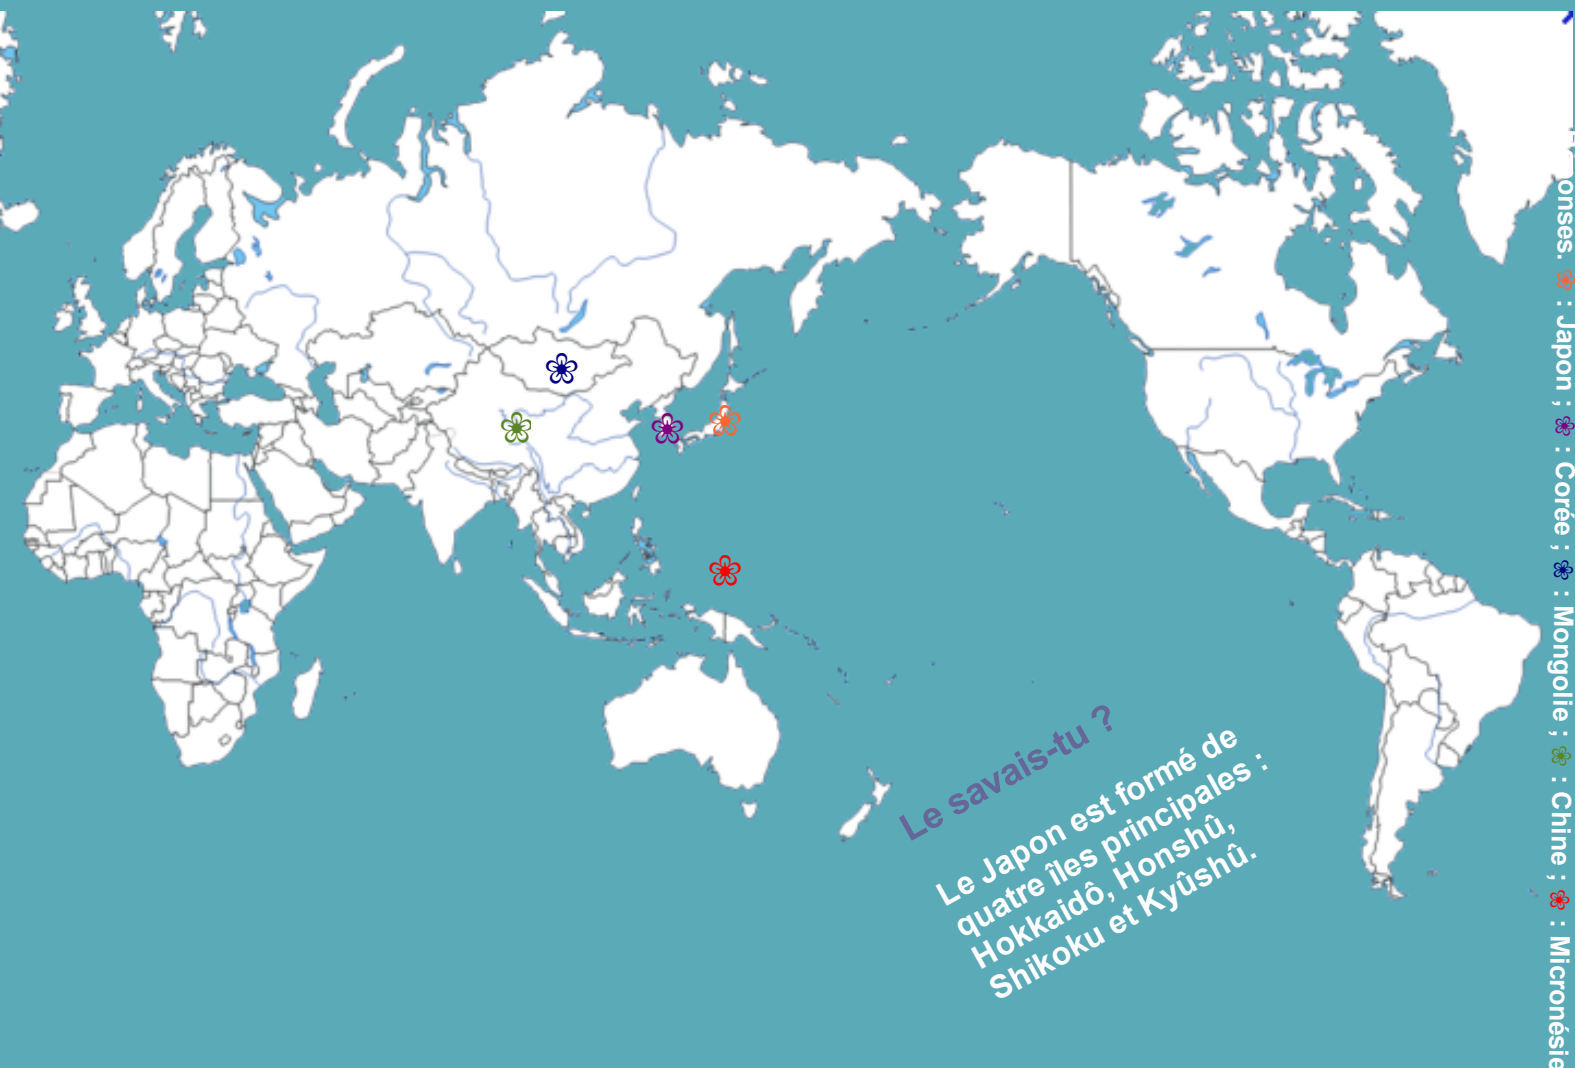 Le savais-tu ?
Le Japon est formé de
quatre îles principales :
Hokkaidô, Honshû,
Shikoku et Kyûshû.
onses. : Japon ; : Corée ; : Mongolie ; : Chine ; : Micronésie